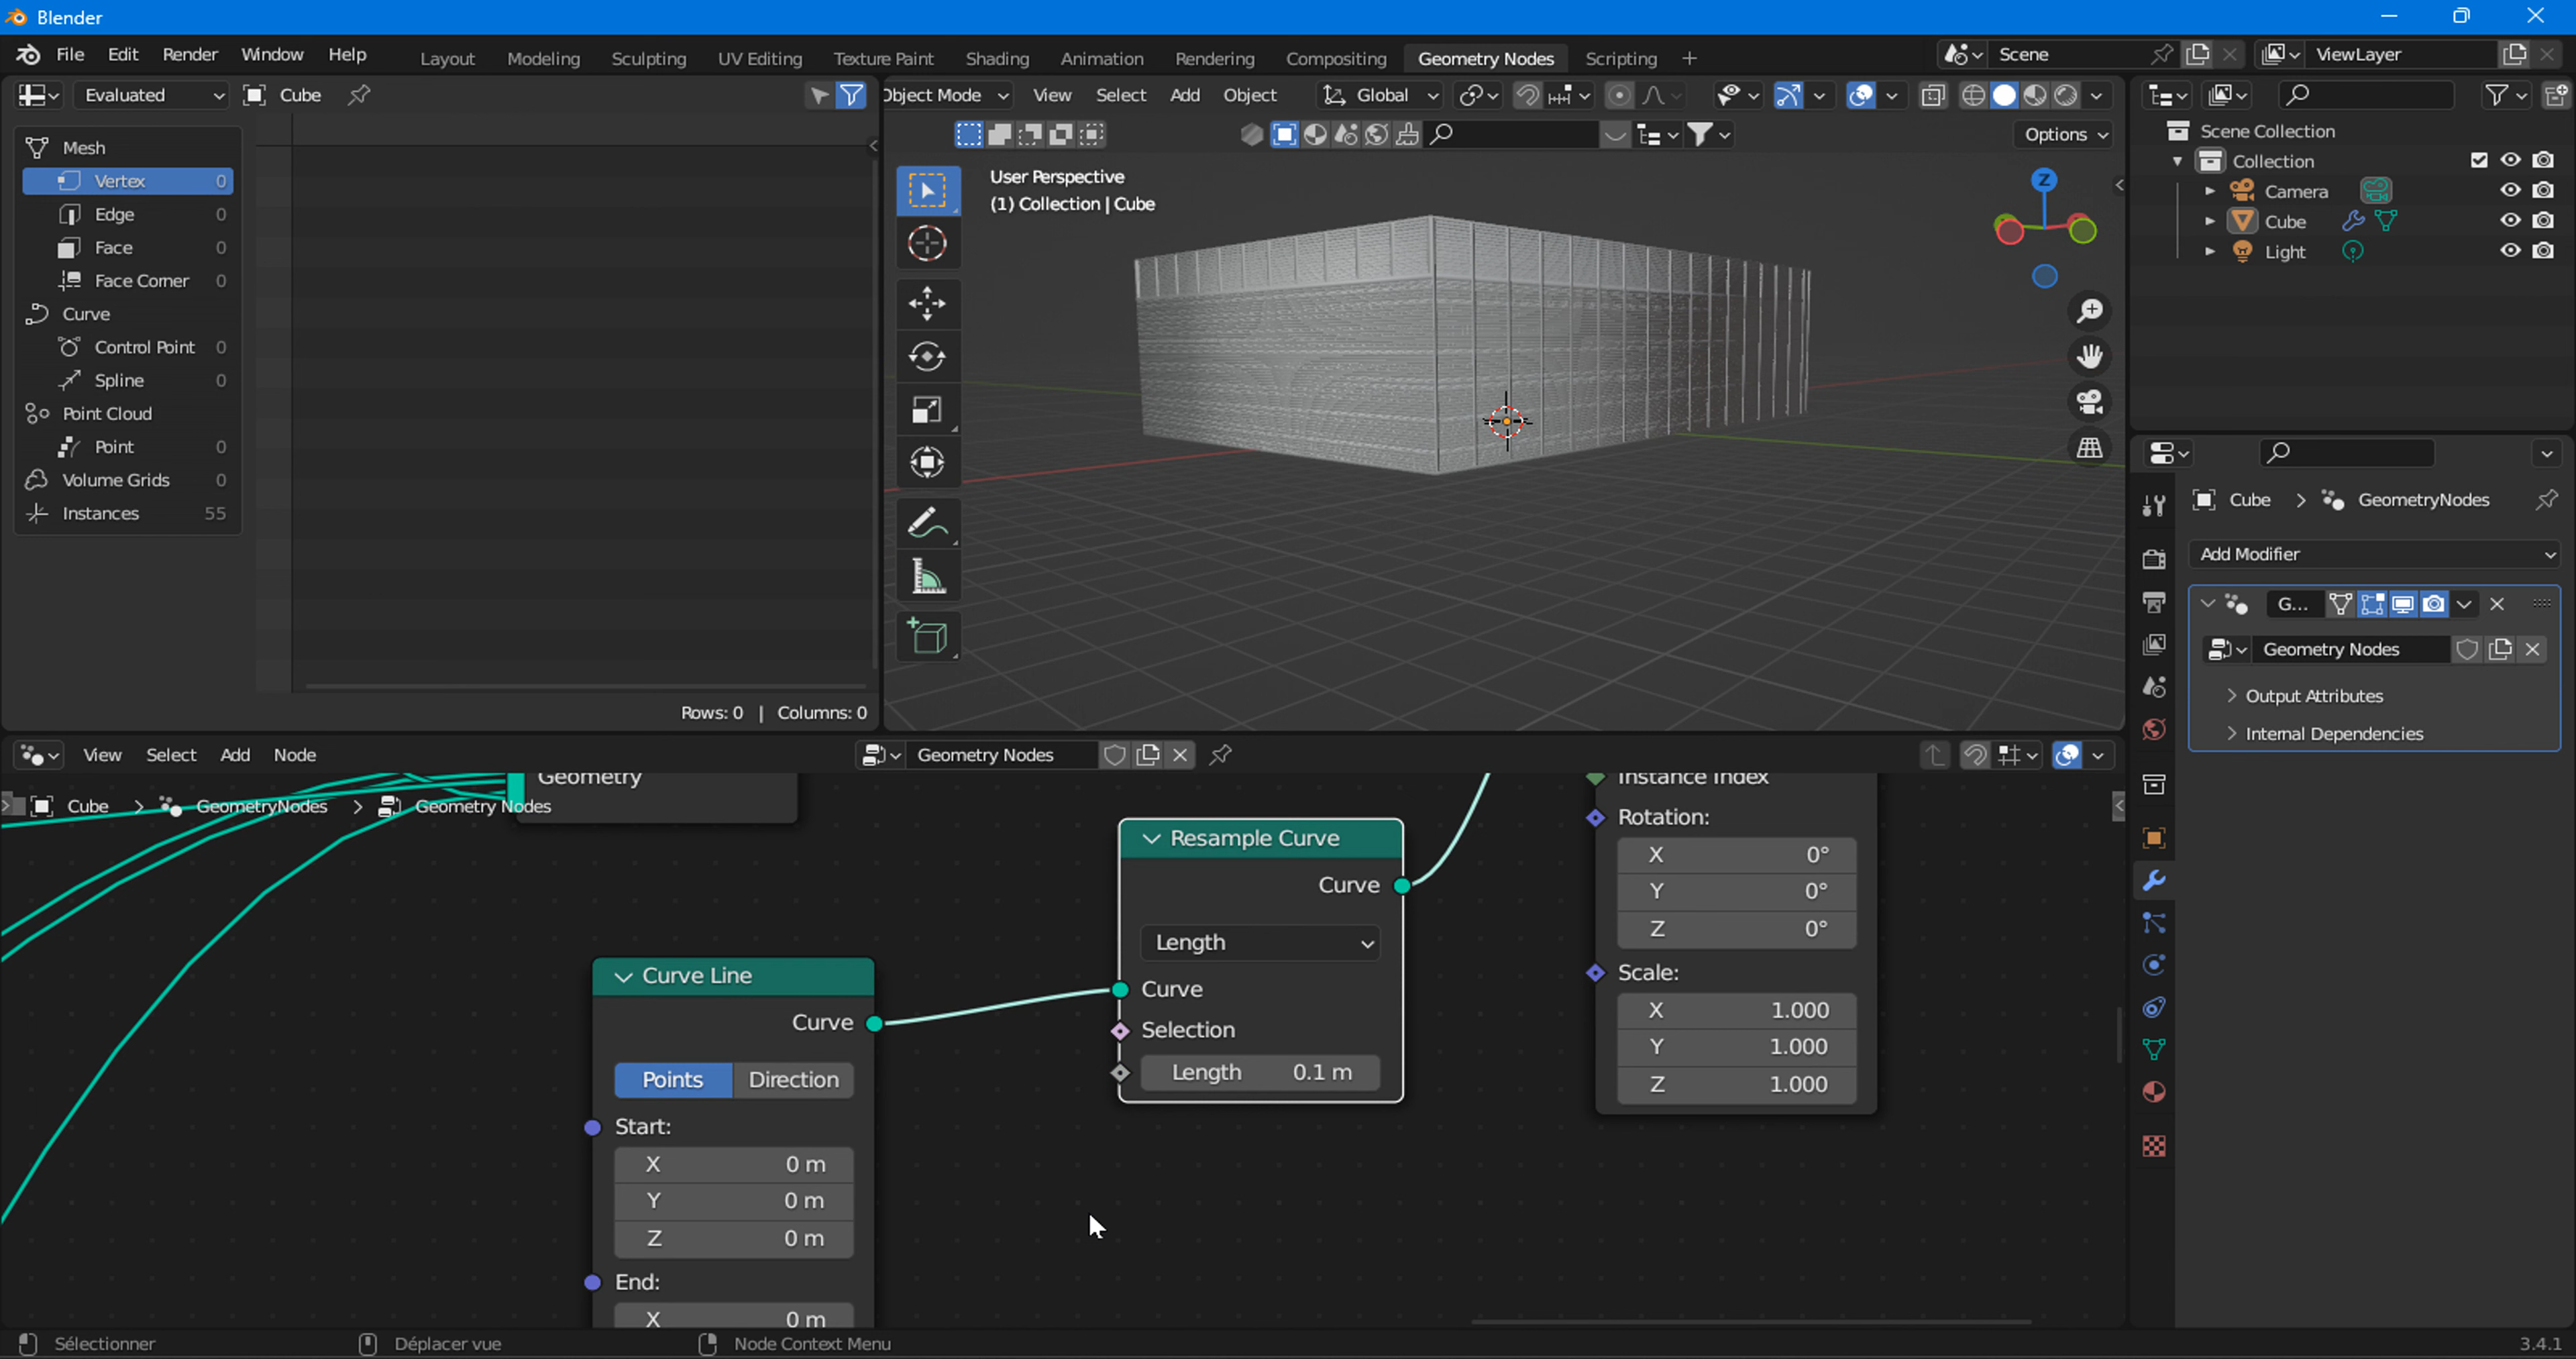 Blender
File Edit Render Window Help Layout Modeling Sculpting UV Editing Texture Paint Shading Animation Rendering Compositing Geometry Nodes Scripting + Scene ViewLayer
Evaluated Cube
Object Mode View Select Add Object Global
Options
Mesh
Vertex 0
Edge 0
Face 0
Face Corner 0
Curve
Control Point 0
Spline 0
Point Cloud
Point 0
Volume Grids 0
Instances 55
Rows: 0 | Columns: 0
User Perspective
(1) Collection | Cube
Z
Scene Collection
Collection
Camera
Cube
Light
Cube > GeometryNodes
Add Modifier
G...
Geometry Nodes
Output Attributes
Internal Dependencies
View Select Add Node Geometry Nodes
Cube > GeometryNodes > Geometry Nodes
Geometry
Curve Line
Curve
Points Direction
Start:
X 0 m
Y 0 m
Z 0 m
End:
X 0 m
Resample Curve
Curve
Length
Curve
Selection
Length 0.1 m
Instance Index
Rotation:
X 0°
Y 0°
Z 0°
Scale:
X 1.000
Y 1.000
Z 1.000
Sélectionner Déplacer vue Node Context Menu 3.4.1